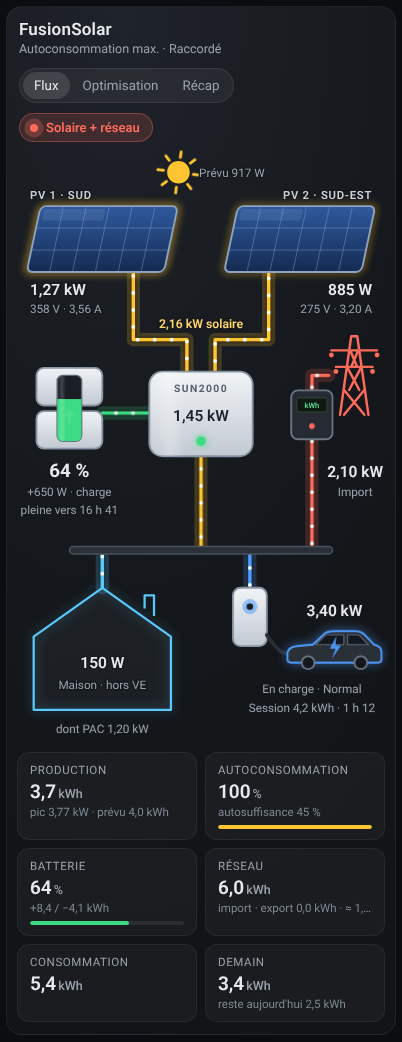 FusionSolar
Autoconsommation max. · Raccordé
Flux
Optimisation
Récap
Solaire + réseau
Prévu 917 W
PV 1 · SUD
PV 2 · SUD-EST
1,27 kW
358 V · 3,56 A
885 W
275 V · 3,20 A
2,16 kW solaire
SUN2000
1,45 kW
kWh
64 %
+650 W · charge
pleine vers 16 h 41
2,10 kW
Import
150 W
Maison · hors VE
dont PAC 1,20 kW
3,40 kW
En charge · Normal
Session 4,2 kWh · 1 h 12
PRODUCTION
3,7 kWh
pic 3,77 kW · prévu 4,0 kWh
AUTOCONSOMMATION
100 %
autosuffisance 45 %
BATTERIE
64 %
+8,4 / −4,1 kWh
RÉSEAU
6,0 kWh
import · export 0,0 kWh · ≈ 1,…
CONSOMMATION
5,4 kWh
DEMAIN
3,4 kWh
reste aujourd'hui 2,5 kWh